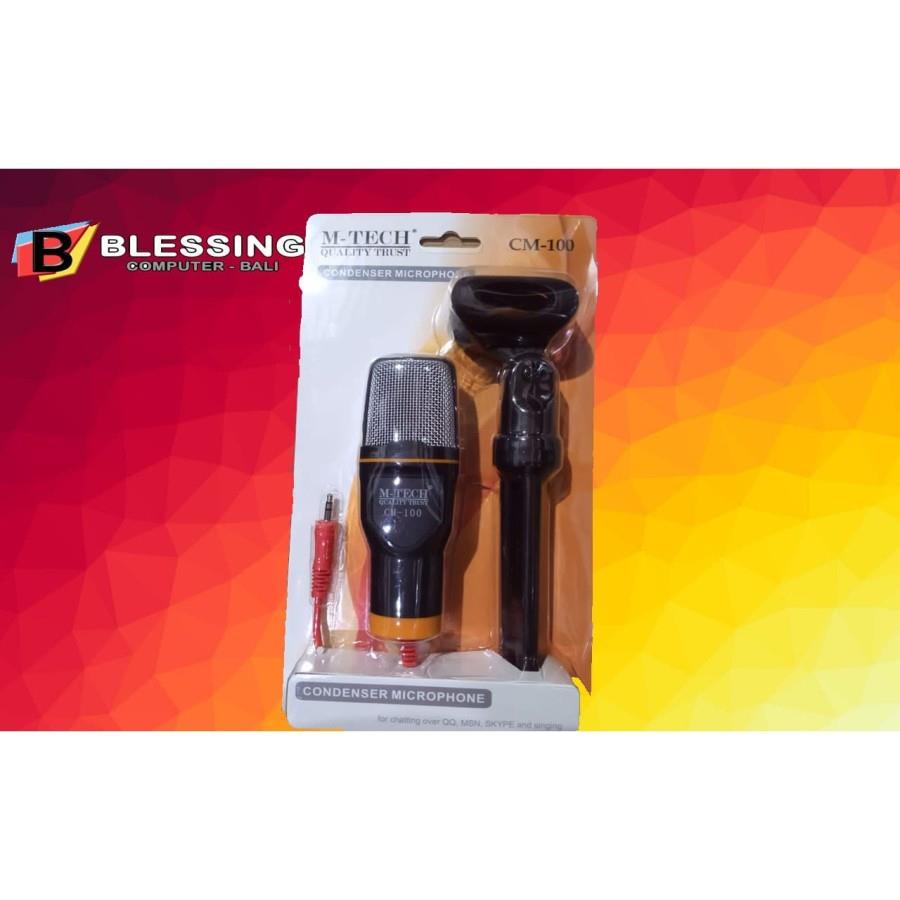 B BLESSING
COMPUTER - BALI
M-TECH®
QUALITY TRUST
CM-100
CONDENSER MICROPHONE
M-TECH
QUALITY TRUST
CM-100
CONDENSER MICROPHONE
for chatting over QQ, MSN, SKYPE and singing